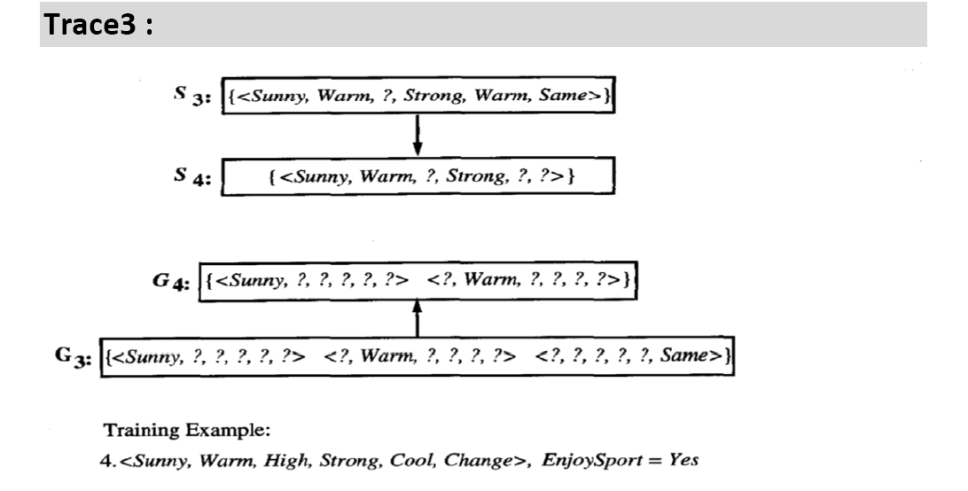 Trace3 :
S 3: {<Sunny, Warm, ?, Strong, Warm, Same>}
S 4: {<Sunny, Warm, ?, Strong, ?, ?>}
G 4: {<Sunny, ?, ?, ?, ?, ?> <?, Warm, ?, ?, ?, ?>}
G 3: {<Sunny, ?, ?, ?, ?, ?> <?, Warm, ?, ?, ?, ?> <?, ?, ?, ?, ?, Same>}
Training Example:
4.<Sunny, Warm, High, Strong, Cool, Change>, EnjoySport = Yes